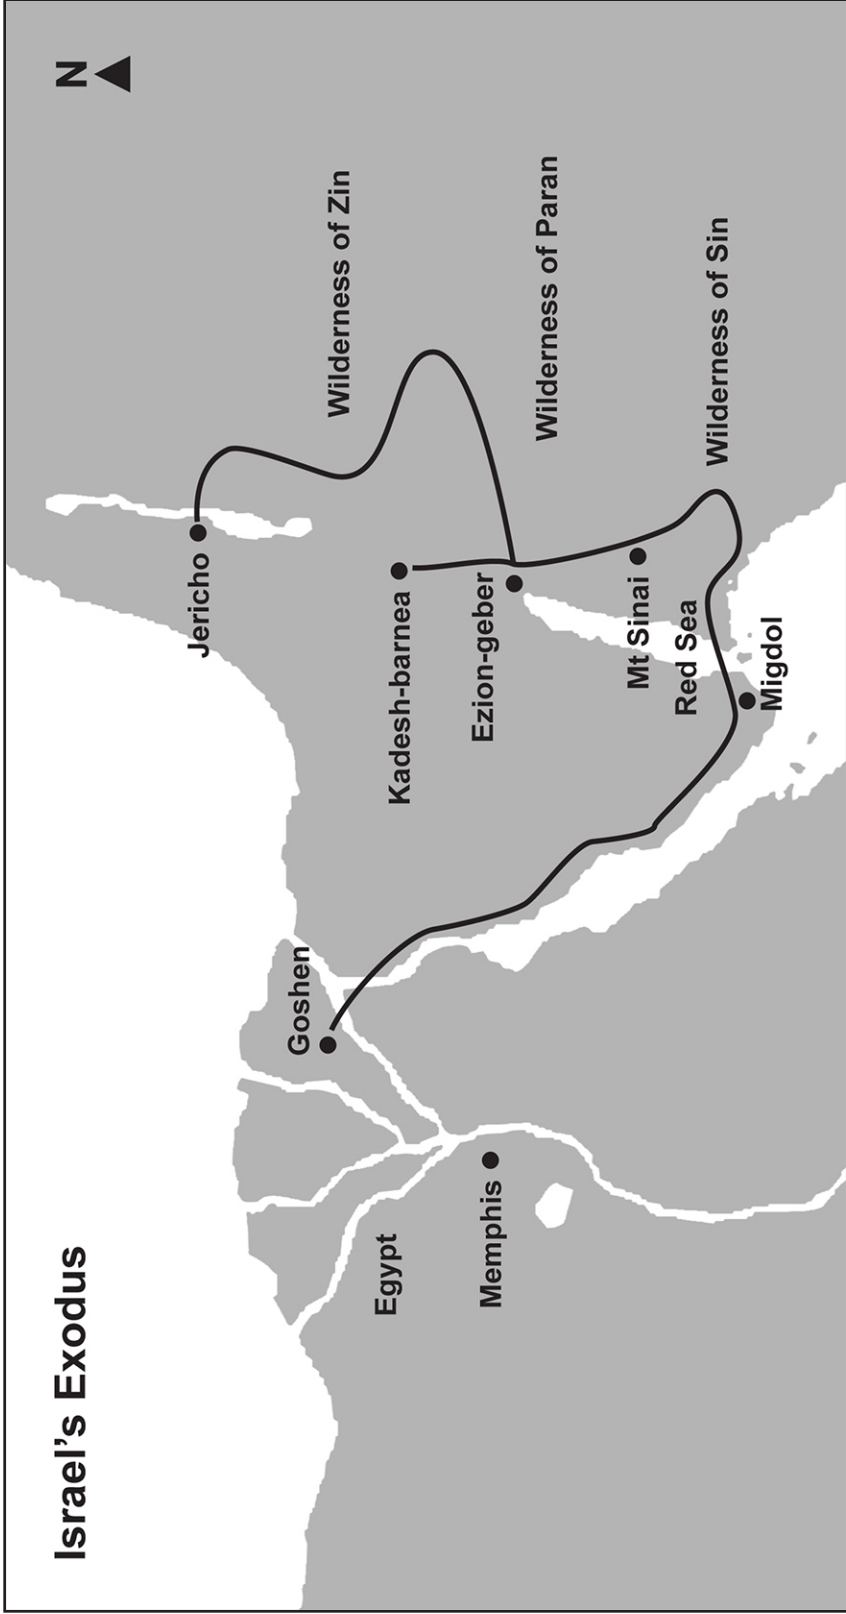 Israel's Exodus
N
Jericho
Wilderness of Zin
Goshen
Kadesh-barnea
Egypt
Ezion-geber
Wilderness of Paran
Memphis
Mt Sinai
Red Sea
Wilderness of Sin
Migdol